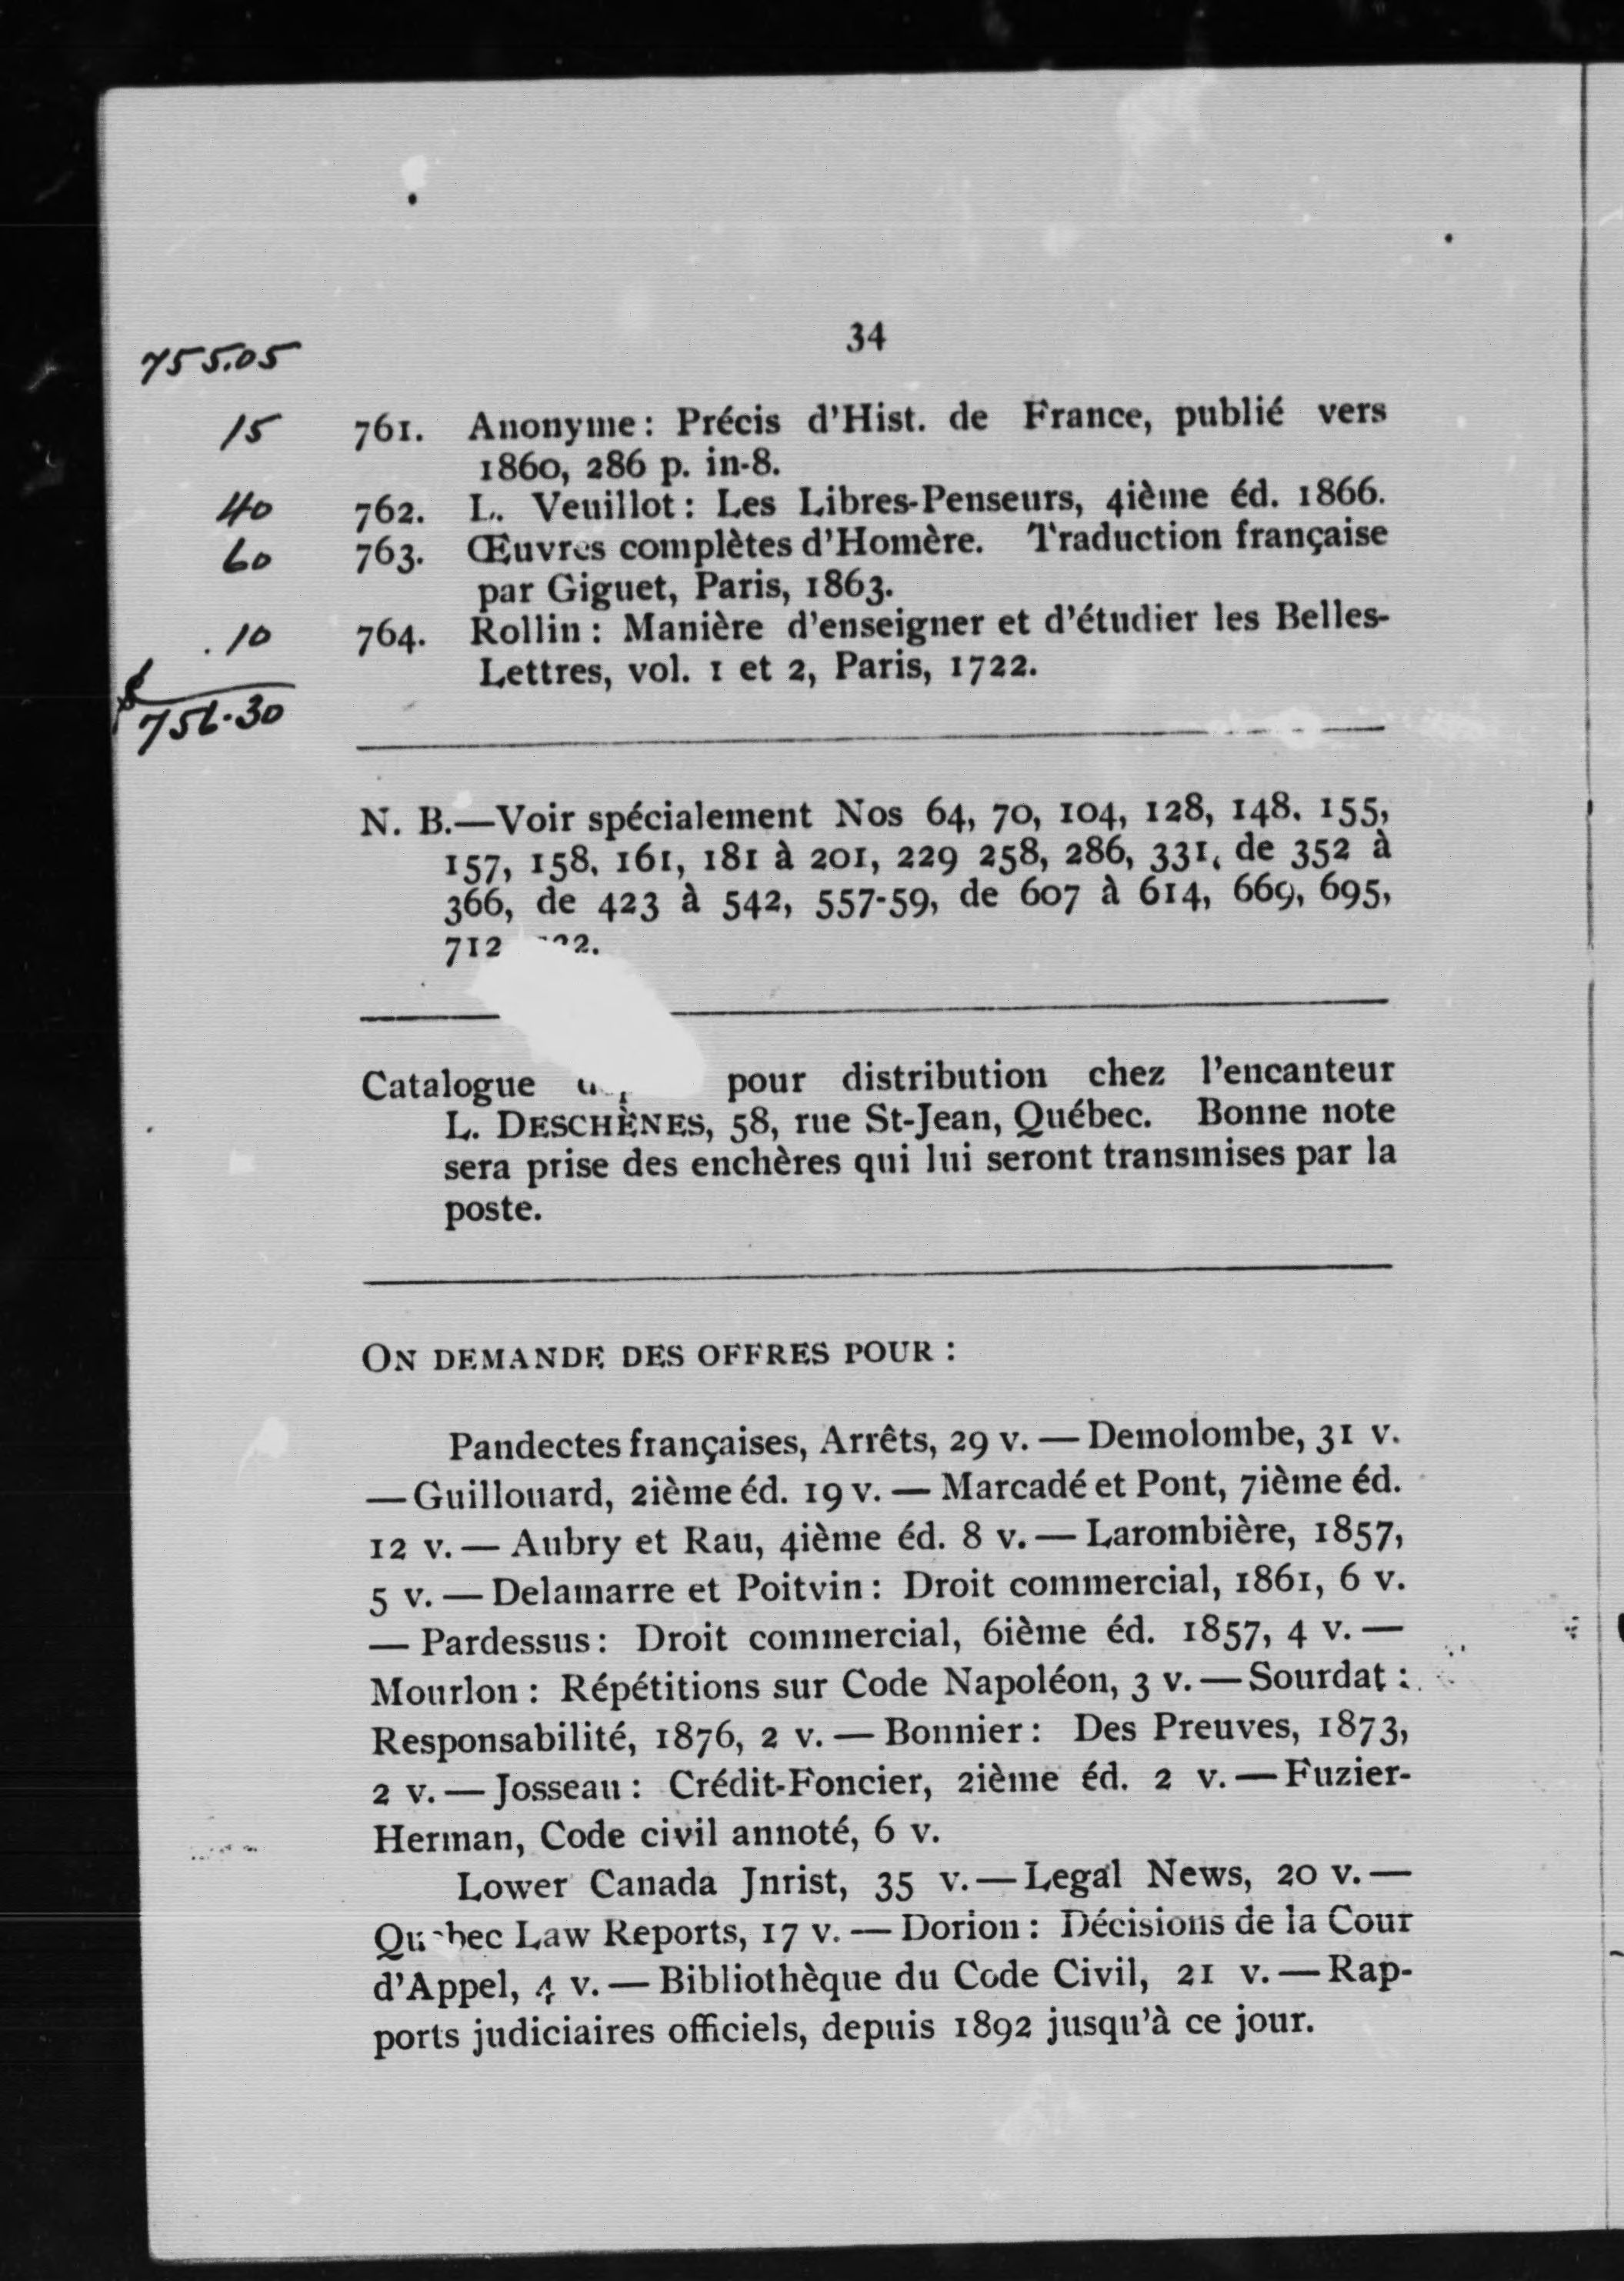 34
755.05
15 761. Anonyme: Précis d'Hist. de France, publié vers
1860, 286 p. in-8.
40 762. L. Veuillot: Les Libres-Penseurs, 4ième éd. 1866.
60 763. Œuvres complètes d'Homère. Traduction française
par Giguet, Paris, 1863.
.10 764. Rollin: Manière d'enseigner et d'étudier les Belles-
Lettres, vol. 1 et 2, Paris, 1722.
$ 756.30
N. B.—Voir spécialement Nos 64, 70, 104, 128, 148, 155,
157, 158, 161, 181 à 201, 229 258, 286, 331, de 352 à
366, de 423 à 542, 557-59, de 607 à 614, 669, 695,
712
Catalogue pour distribution chez l'encanteur
L. DESCHÈNES, 58, rue St-Jean, Québec. Bonne note
sera prise des enchères qui lui seront transmises par la
poste.
ON DEMANDE DES OFFRES POUR :
Pandectes françaises, Arrêts, 29 v. — Demolombe, 31 v.
— Guillouard, 2ième éd. 19 v. — Marcadé et Pont, 7ième éd.
12 v. — Aubry et Rau, 4ième éd. 8 v. — Larombière, 1857,
5 v. — Delamarre et Poitvin: Droit commercial, 1861, 6 v.
— Pardessus: Droit commercial, 6ième éd. 1857, 4 v. —
Mourlon: Répétitions sur Code Napoléon, 3 v. — Sourdat:
Responsabilité, 1876, 2 v. — Bonnier: Des Preuves, 1873,
2 v. — Josseau: Crédit-Foncier, 2ième éd. 2 v. — Fuzier-
Herman, Code civil annoté, 6 v.
Lower Canada Jnrist, 35 v. — Legal News, 20 v. —
Quebec Law Reports, 17 v. — Dorion: Décisions de la Cour
d'Appel, 4 v. — Bibliothèque du Code Civil, 21 v. — Rap-
ports judiciaires officiels, depuis 1892 jusqu'à ce jour.